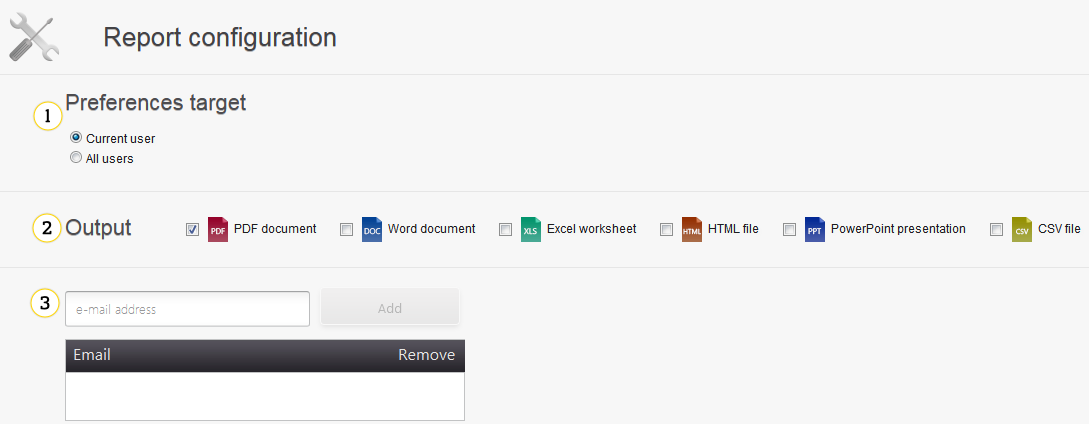 Report configuration
1 Preferences target
Current user
All users
2 Output PDF PDF document DOC Word document XLS Excel worksheet HTML HTML file PPT PowerPoint presentation CSV CSV file
3 e-mail address Add
Email Remove